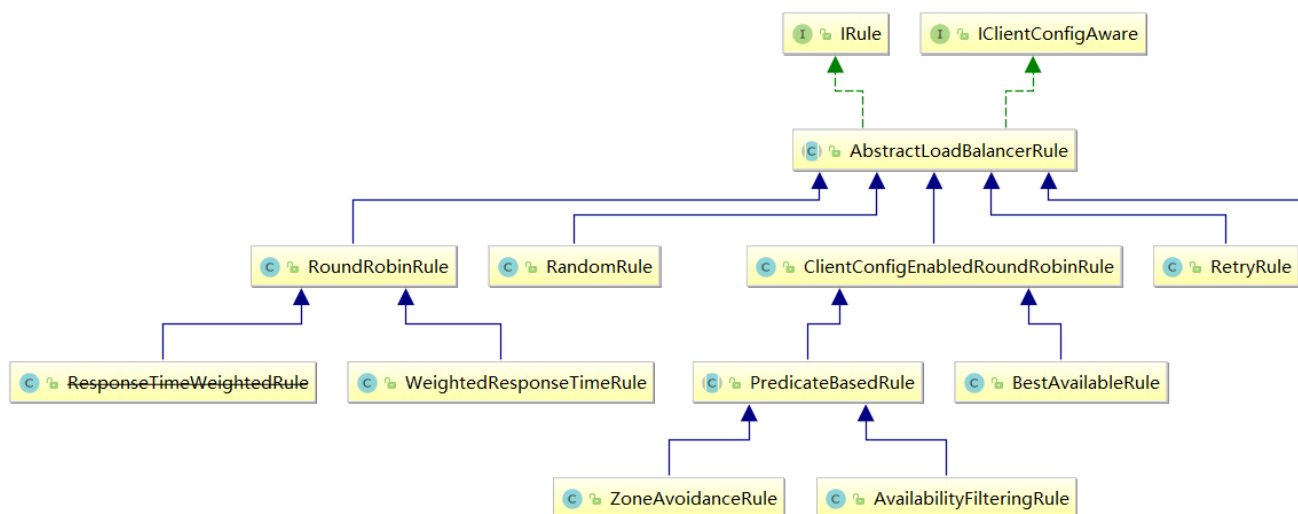 I IRule
I IClientConfigAware
C AbstractLoadBalancerRule
C RoundRobinRule
C RandomRule
C ClientConfigEnabledRoundRobinRule
C RetryRule
C ResponseTimeWeightedRule
C WeightedResponseTimeRule
C PredicateBasedRule
C BestAvailableRule
C ZoneAvoidanceRule
C AvailabilityFilteringRule